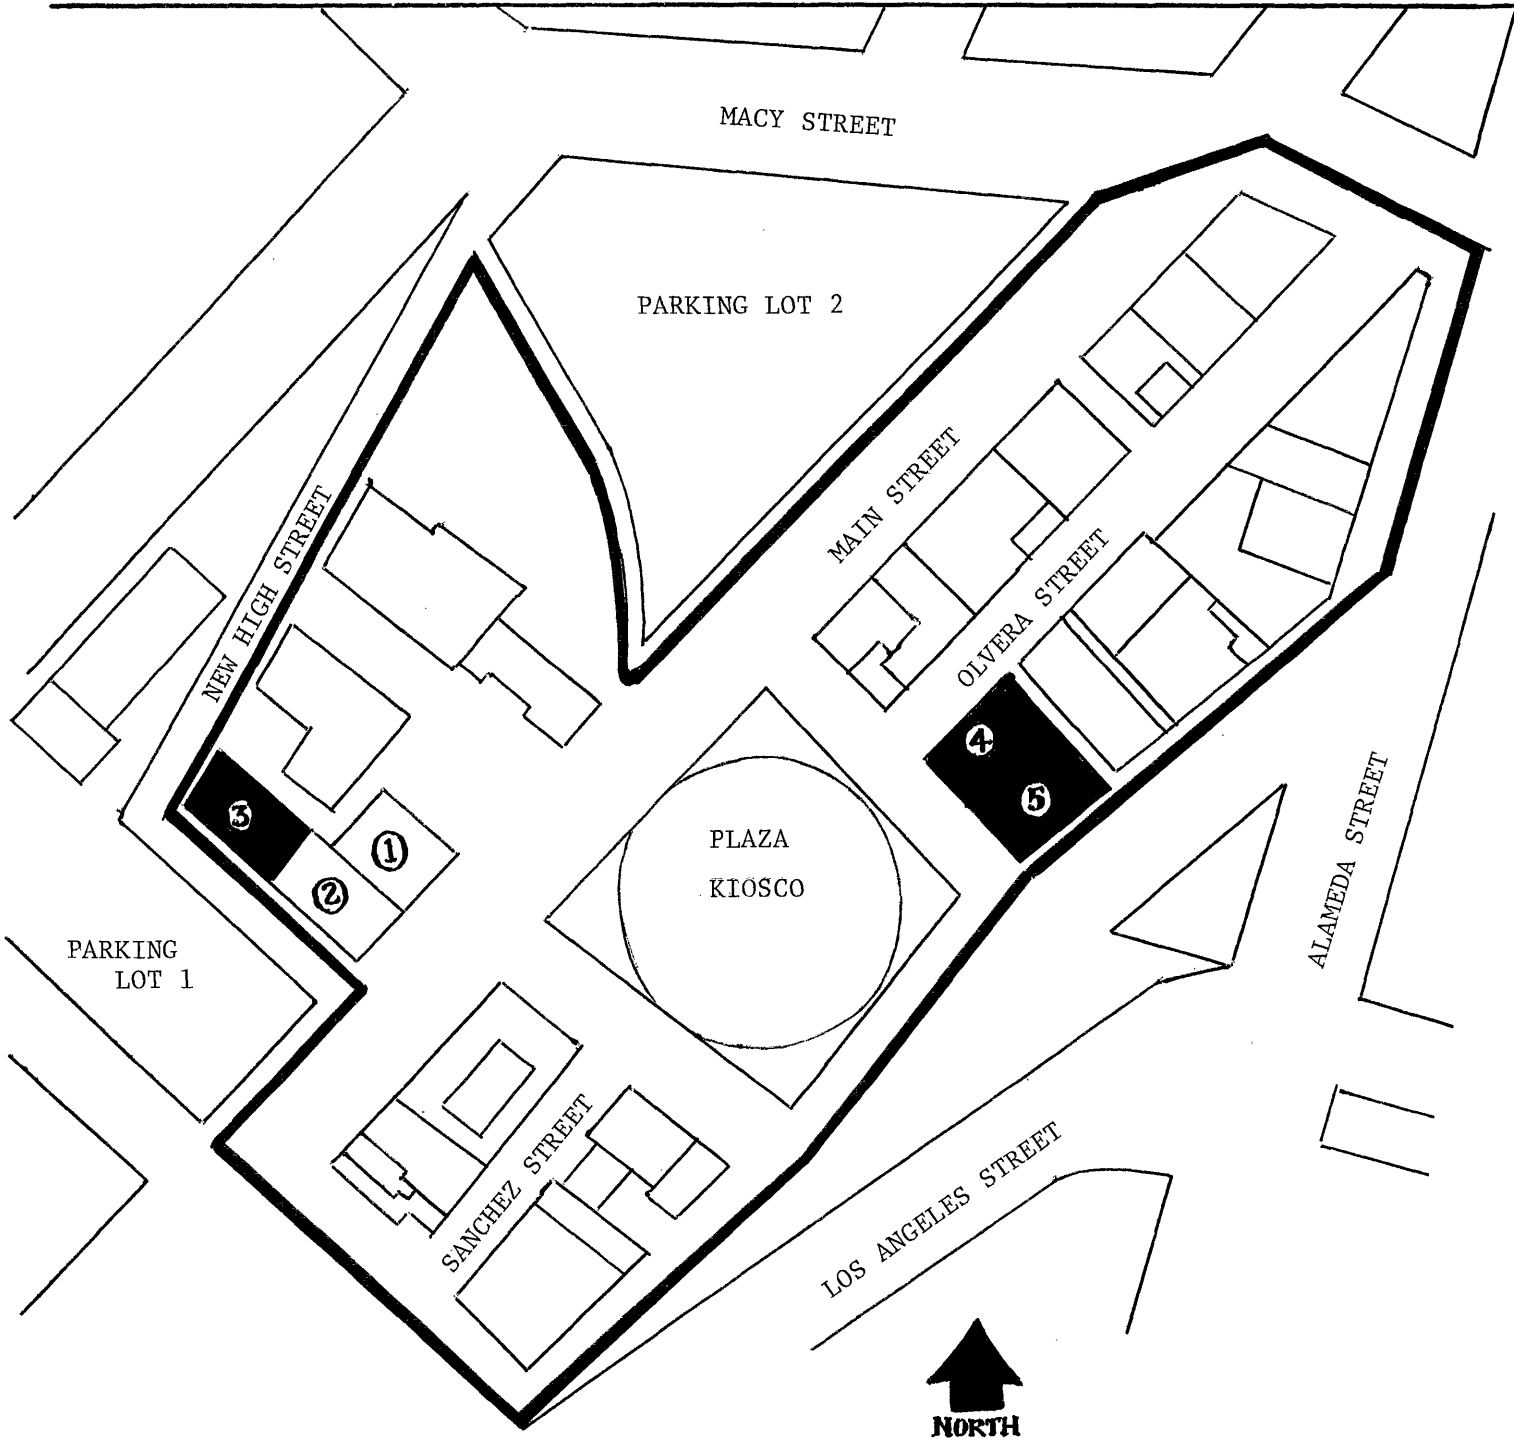 MACY STREET
PARKING LOT 2
MAIN STREET
NEW HIGH STREET
OLVERA STREET
4
5
3
1
2
PLAZA
KIOSCO
ALAMEDA STREET
PARKING
LOT 1
SANCHEZ STREET
LOS ANGELES STREET
NORTH